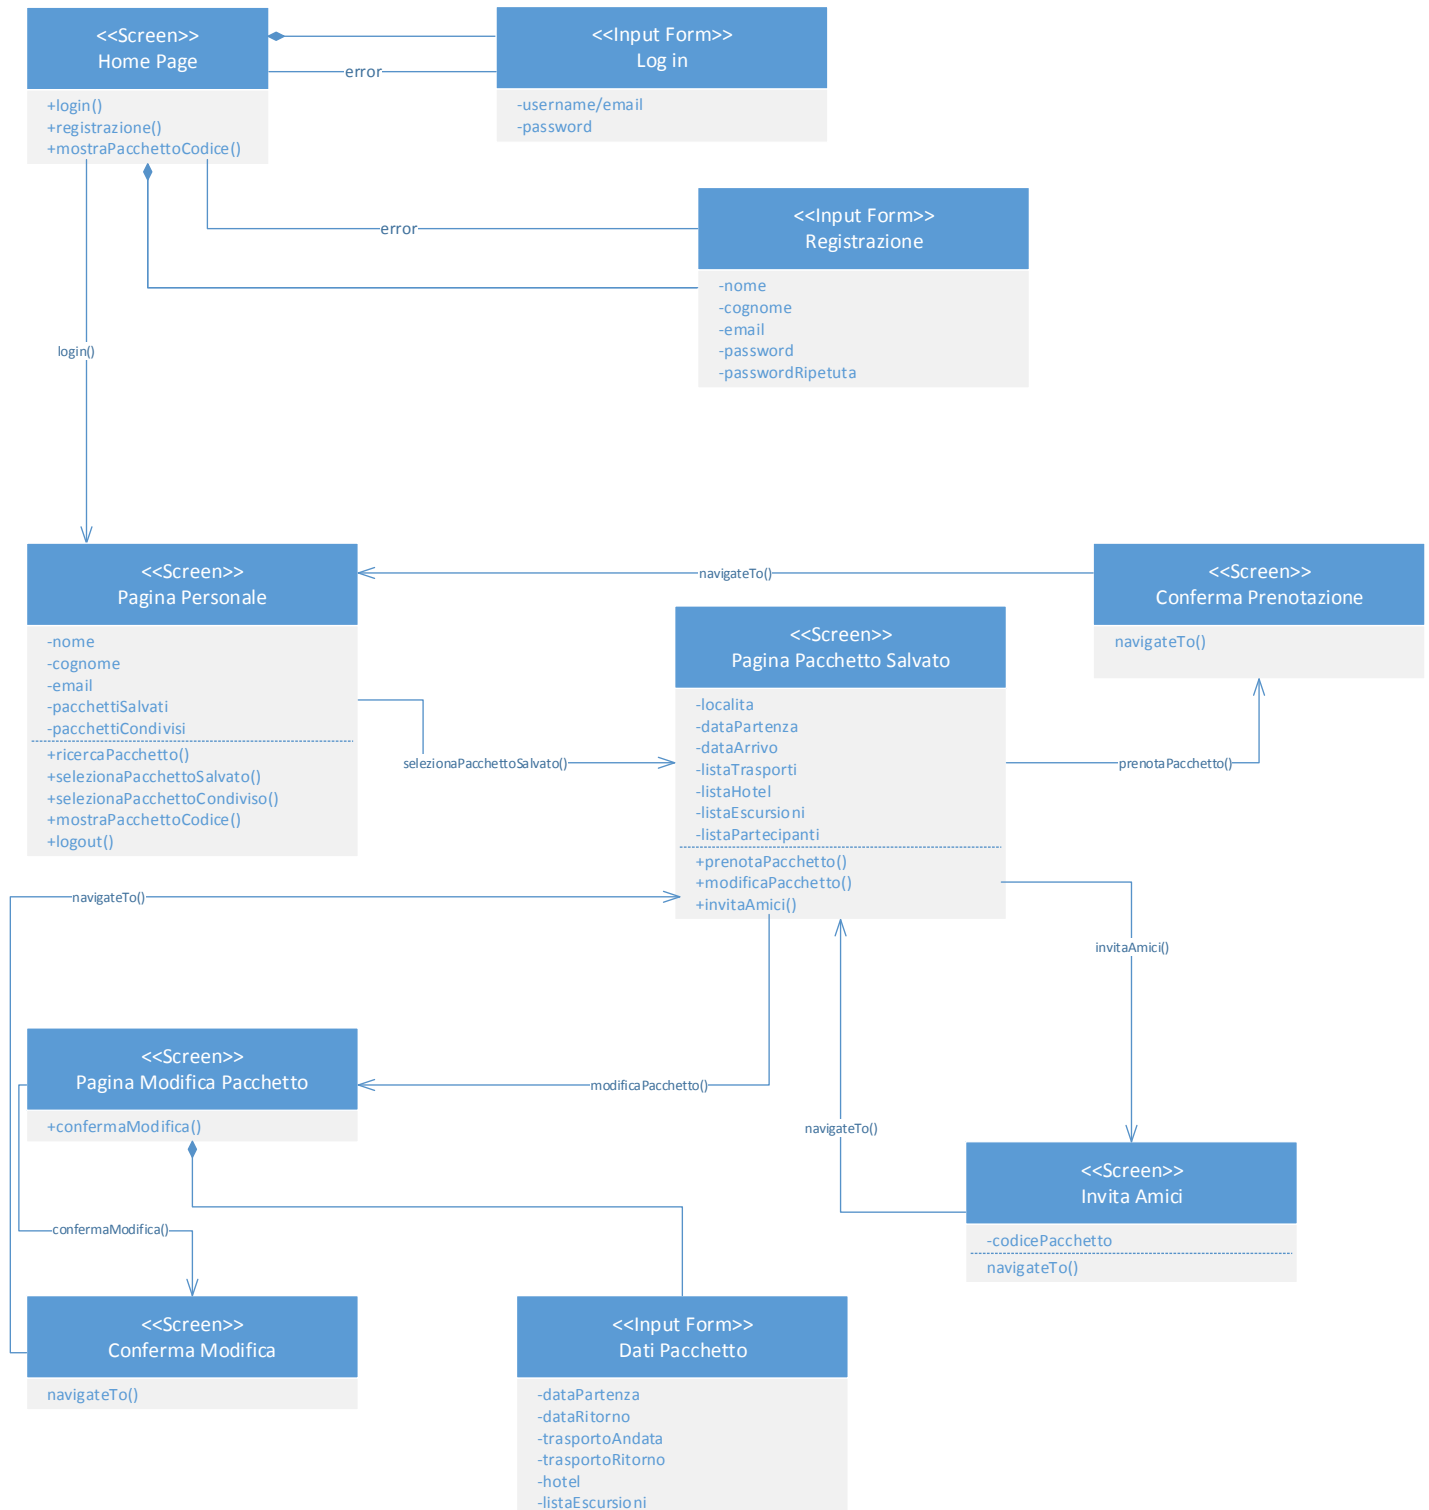 <<Screen>>
Home Page
+login()
+registrazione()
+mostraPacchettoCodice()
<<Input Form>>
Log in
-username/email
-password
error
<<Input Form>>
Registrazione
-nome
-cognome
-email
-password
-passwordRipetuta
error
login()
<<Screen>>
Pagina Personale
-nome
-cognome
-email
-pacchettiSalvati
-pacchettiCondivisi
+ricercaPacchetto()
+selezionaPacchettoSalvato()
+selezionaPacchettoCondiviso()
+mostraPacchettoCodice()
+logout()
navigateTo()
<<Screen>>
Conferma Prenotazione
navigateTo()
selezionaPacchettoSalvato()
<<Screen>>
Pagina Pacchetto Salvato
-localita
-dataPartenza
-dataArrivo
-listaTrasporti
-listaHotel
-listaEscursioni
-listaPartecipanti
+prenotaPacchetto()
+modificaPacchetto()
+invitaAmici()
prenotaPacchetto()
navigateTo()
invitaAmici()
<<Screen>>
Pagina Modifica Pacchetto
+confermaModifica()
modificaPacchetto()
navigateTo()
<<Screen>>
Invita Amici
-codicePacchetto
navigateTo()
confermaModifica()
<<Screen>>
Conferma Modifica
navigateTo()
<<Input Form>>
Dati Pacchetto
-dataPartenza
-dataRitorno
-trasportoAndata
-trasportoRitorno
-hotel
-listaEscursioni